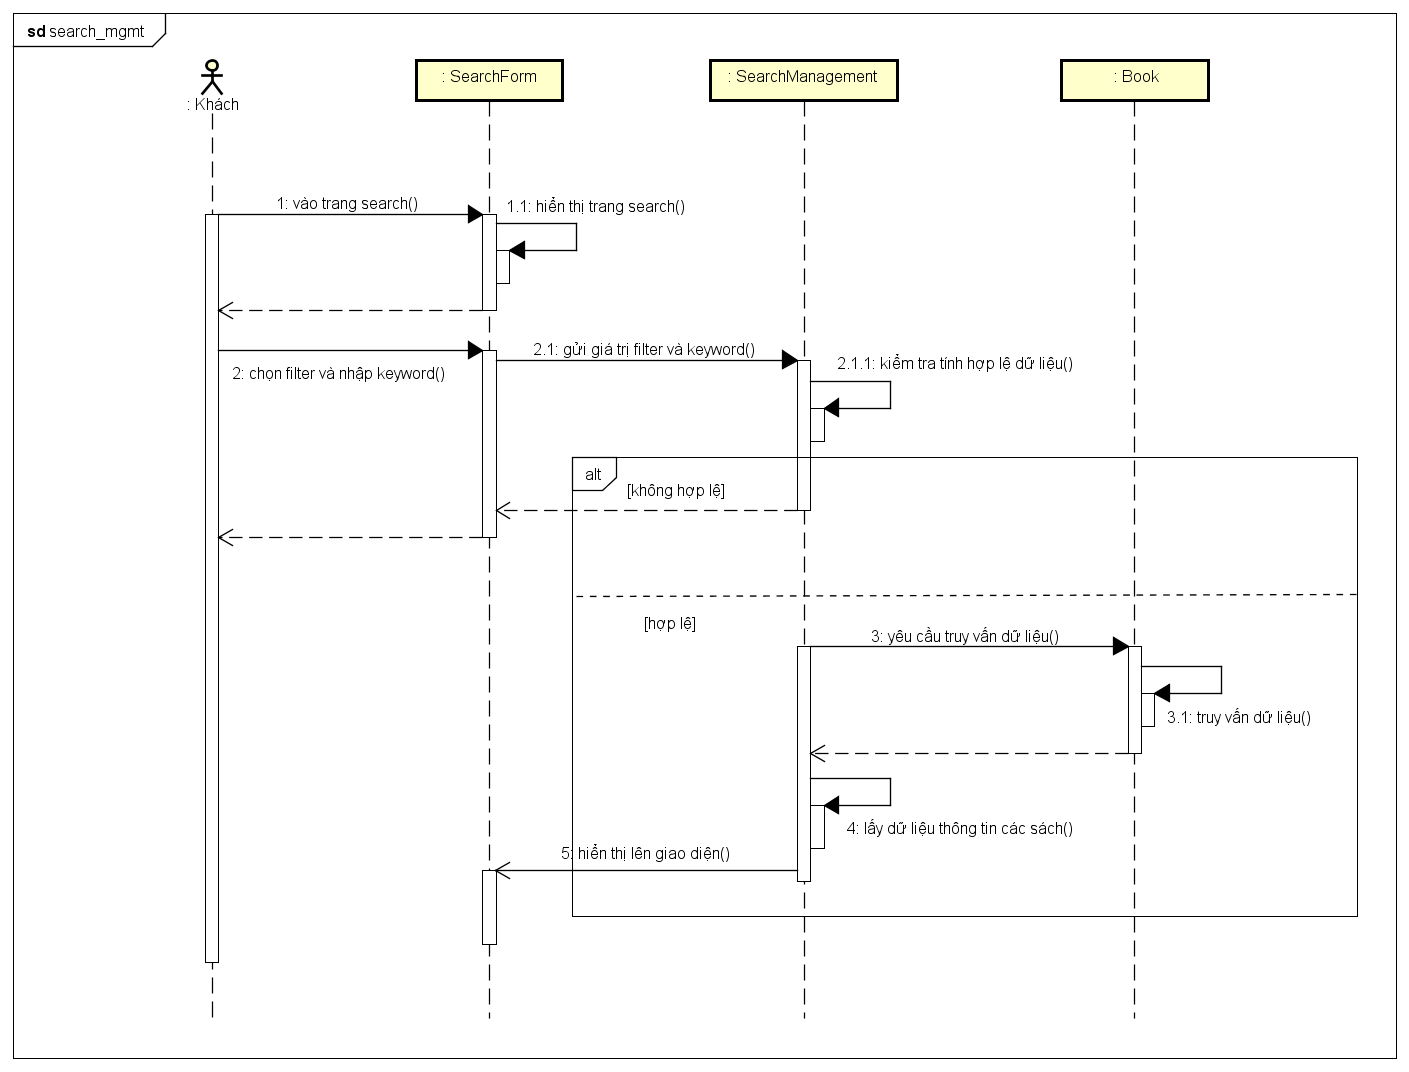 sd search_mgmt
: Khách
: SearchForm
: SearchManagement
: Book
1: vào trang search()
1.1: hiển thị trang search()
2: chọn filter và nhập keyword()
2.1: gửi giá trị filter và keyword()
2.1.1: kiểm tra tính hợp lệ dữ liệu()
alt
[không hợp lệ]
[hợp lệ]
3: yêu cầu truy vấn dữ liệu()
3.1: truy vấn dữ liệu()
4: lấy dữ liệu thông tin các sách()
5: hiển thị lên giao diện()